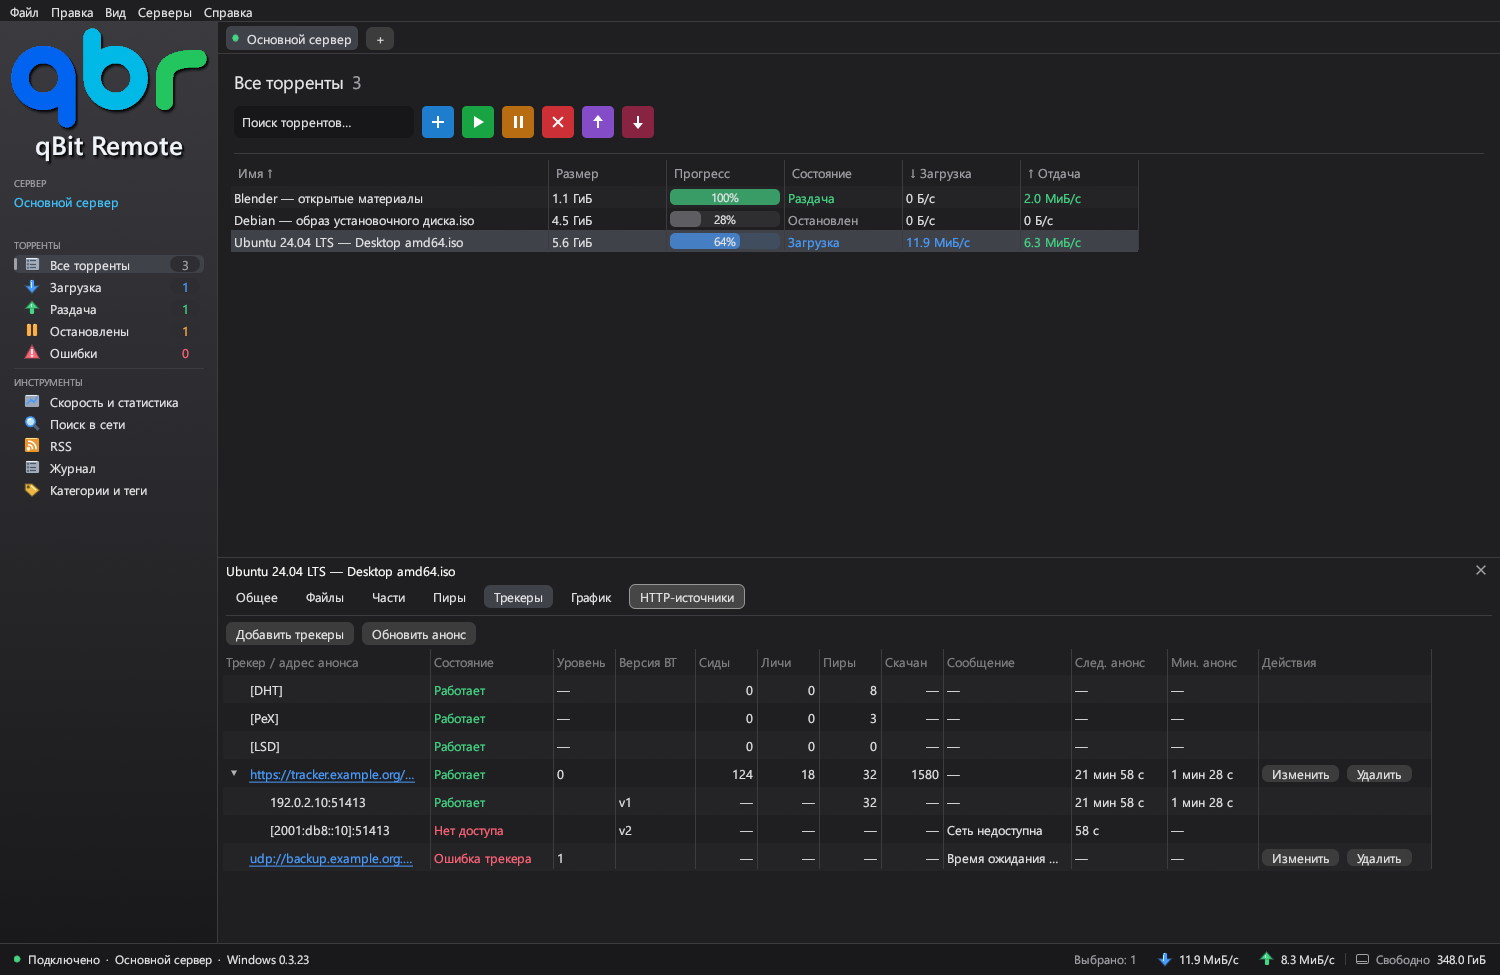 Файл Правка Вид Серверы Справка
qbr
qBit Remote
СЕРВЕР
Основной сервер
ТОРРЕНТЫ
Все торренты 3
Загрузка 1
Раздача 1
Остановлены 1
Ошибки 0
ИНСТРУМЕНТЫ
Скорость и статистика
Поиск в сети
RSS
Журнал
Категории и теги
Основной сервер +
Все торренты 3
Поиск торрентов...
Имя ↑ Размер Прогресс Состояние ↓ Загрузка ↑ Отдача
Blender — открытые материалы 1.1 ГиБ 100% Раздача 0 Б/с 2.0 МиБ/с
Debian — образ установочного диска.iso 4.5 ГиБ 28% Остановлен 0 Б/с 0 Б/с
Ubuntu 24.04 LTS — Desktop amd64.iso 5.6 ГиБ 64% Загрузка 11.9 МиБ/с 6.3 МиБ/с
Ubuntu 24.04 LTS — Desktop amd64.iso
Общее Файлы Части Пиры Трекеры График HTTP-источники
Добавить трекеры Обновить анонс
Трекер / адрес анонса Состояние Уровень Версия BT Сиды Личи Пиры Скачан Сообщение След. анонс Мин. анонс Действия
[DHT] Работает — 0 0 8 — — — —
[PeX] Работает — 0 0 3 — — — —
[LSD] Работает — 0 0 0 — — — —
https://tracker.example.org/... Работает 0 124 18 32 1580 — 21 мин 58 с 1 мин 28 с Изменить Удалить
192.0.2.10:51413 Работает v1 — — 32 — — 21 мин 58 с 1 мин 28 с
[2001:db8::10]:51413 Нет доступа v2 — — — — Сеть недоступна 58 с —
udp://backup.example.org:... Ошибка трекера 1 — — — — Время ожидания ... — — Изменить Удалить
Подключено · Основной сервер · Windows 0.3.23 Выбрано: 1 11.9 МиБ/с 8.3 МиБ/с Свободно 348.0 ГиБ